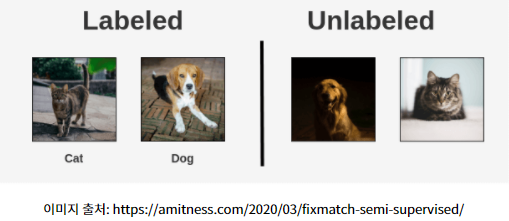 Labeled Unlabeled
Cat Dog
이미지 출처: https://amitness.com/2020/03/fixmatch-semi-supervised/